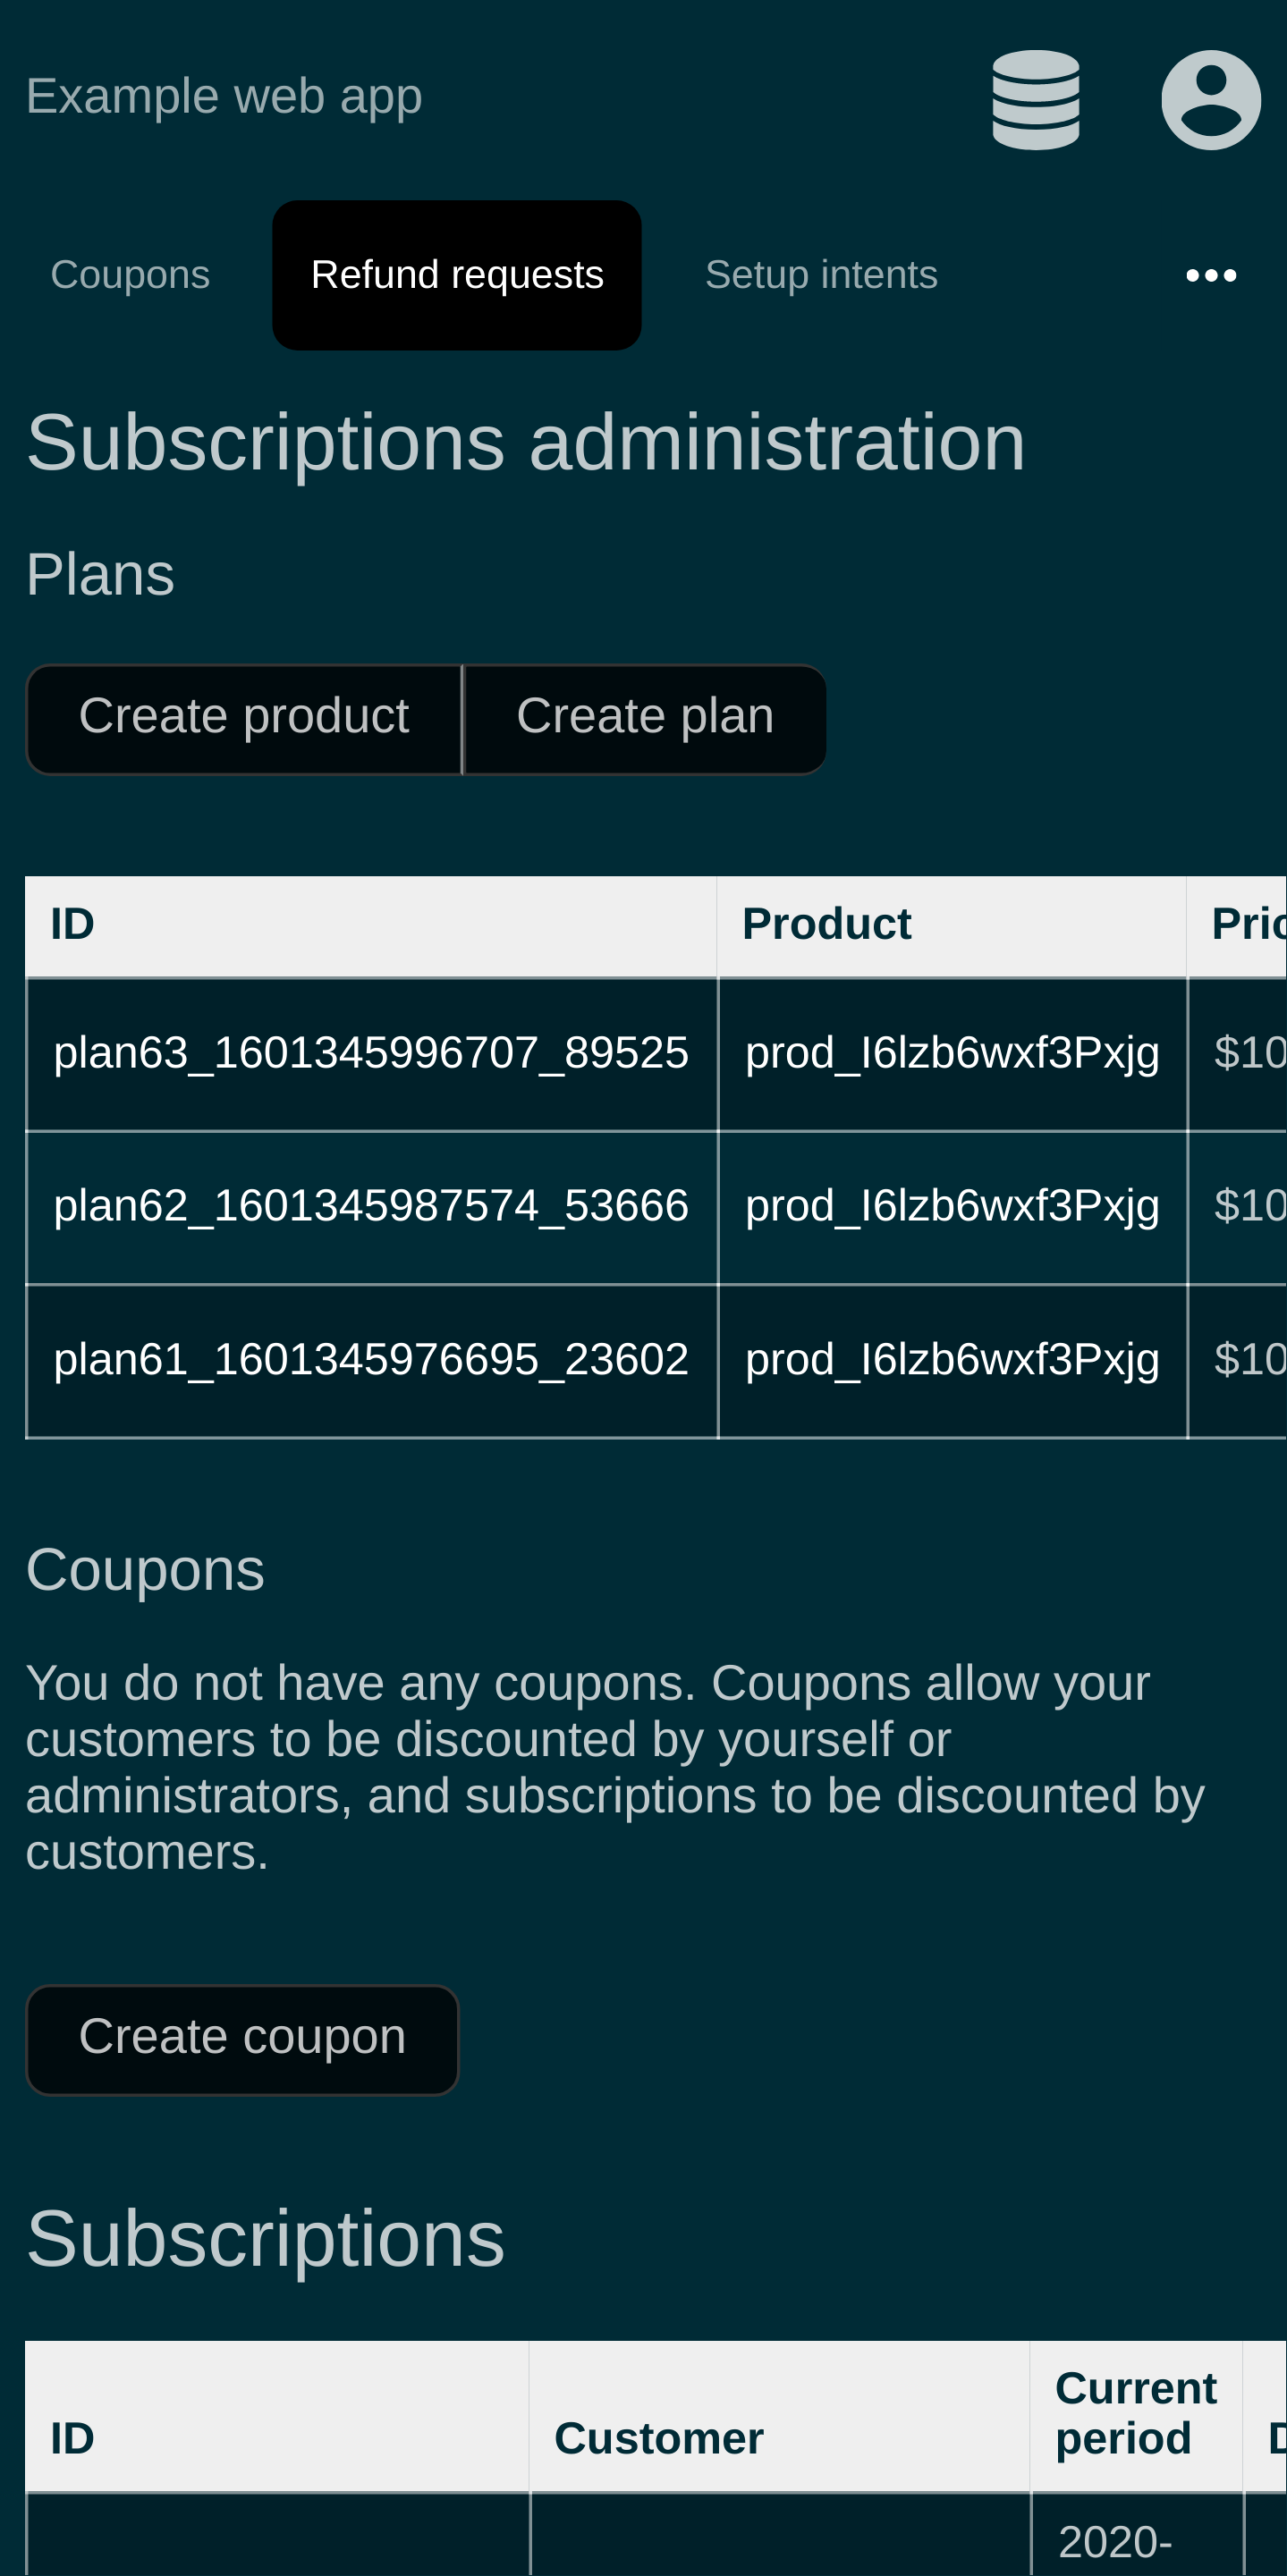 Example web app
Coupons Refund requests Setup intents
Subscriptions administration
Plans
Create product Create plan
ID Product
plan63_1601345996707_89525 prod_I6lzb6wxf3Pxjg $10
plan62_1601345987574_53666 prod_I6lzb6wxf3Pxjg $10
plan61_1601345976695_23602 prod_I6lzb6wxf3Pxjg $10
Coupons
You do not have any coupons. Coupons allow your
customers to be discounted by yourself or
administrators, and subscriptions to be discounted by
customers.
Create coupon
Subscriptions
Current
ID Customer period
2020-